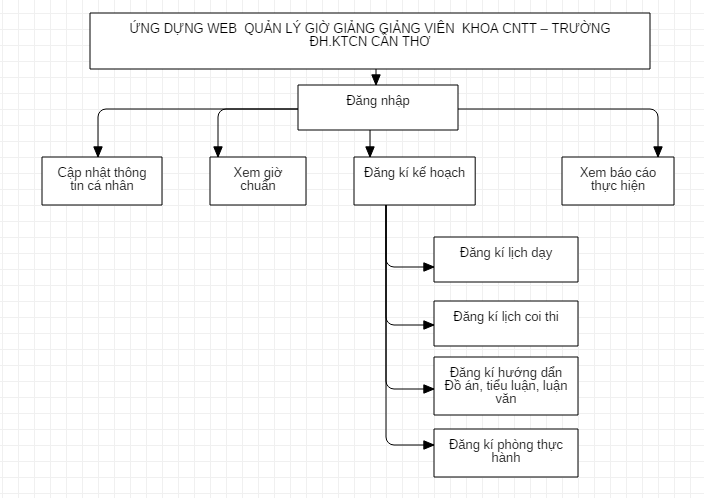 ỨNG DỤNG WEB QUẢN LÝ GIỜ GIẢNG GIẢNG VIÊN KHOA CNTT – TRƯỜNG
ĐH.KTCN CẦN THƠ
Đăng nhập
Cập nhật thông
tin cá nhân
Xem giờ
chuẩn
Đăng kí kế hoạch
Xem báo cáo
thực hiện
Đăng kí lịch dạy
Đăng kí lịch coi thi
Đăng kí hướng dẩn
Đồ án, tiểu luận, luận
văn
Đăng kí phòng thực
hành